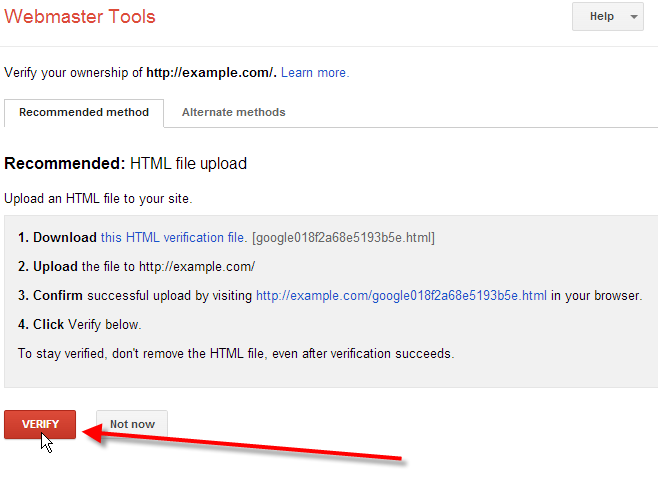 Webmaster Tools
Help
Verify your ownership of http://example.com/. Learn more.
Recommended method
Alternate methods
Recommended: HTML file upload
Upload an HTML file to your site.
1. Download this HTML verification file. [google018f2a68e5193b5e.html]
2. Upload the file to http://example.com/
3. Confirm successful upload by visiting http://example.com/google018f2a68e5193b5e.html in your browser.
4. Click Verify below.
To stay verified, don't remove the HTML file, even after verification succeeds.
VERIFY
Not now